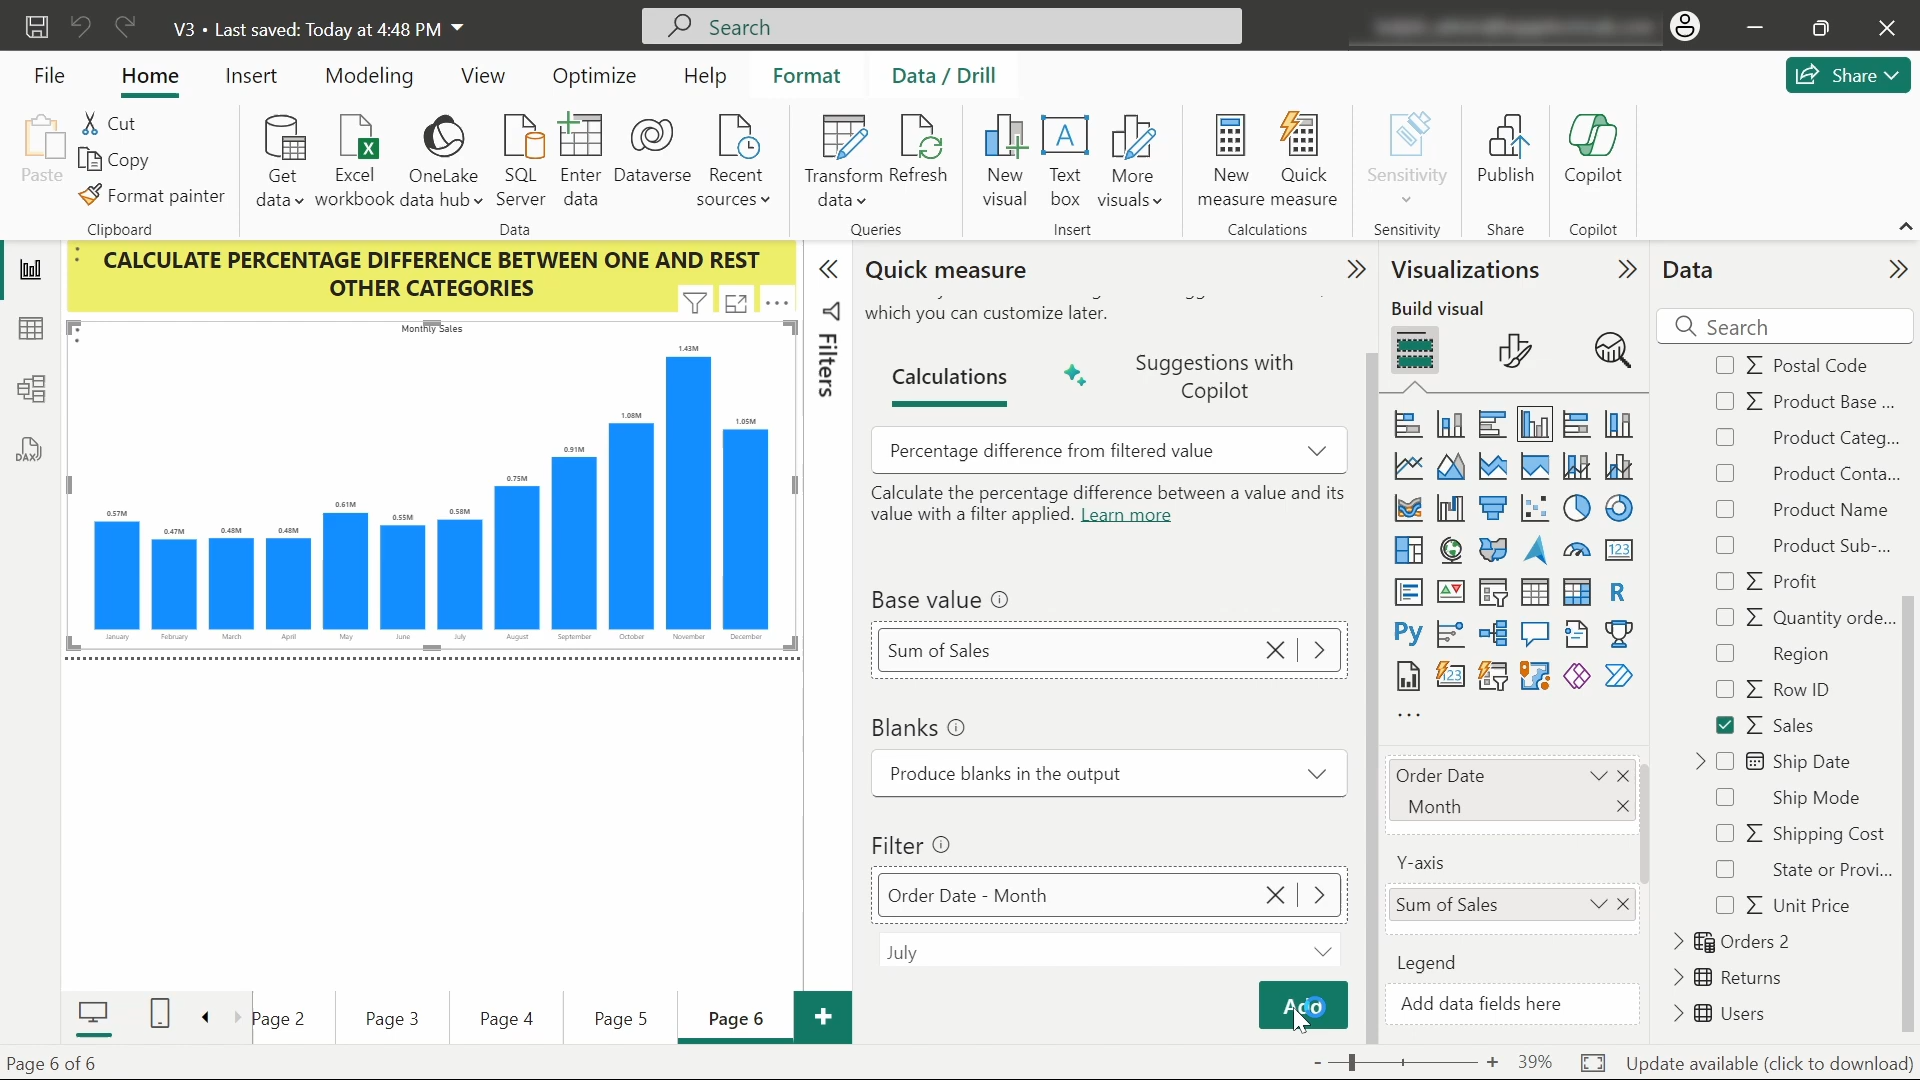 V3 • Last saved: Today at 4:48 PM
Search
File Home Insert Modeling View Optimize Help Format Data / Drill Share
Paste
Cut
Copy
Format painter
Clipboard
Get data
Excel workbook
OneLake data hub
SQL Server
Enter data
Dataverse
Recent sources
Data
Transform data
Refresh
Queries
New visual
Text box
More visuals
Insert
New measure
Quick measure
Calculations
Sensitivity
Sensitivity
Publish
Share
Copilot
Copilot
CALCULATE PERCENTAGE DIFFERENCE BETWEEN ONE AND REST
OTHER CATEGORIES
Monthly Sales
0.57M 0.47M 0.48M 0.48M 0.61M 0.55M 0.58M 0.75M 0.91M 1.08M 1.43M 1.05M
January February March April May June July August September October November December
Filters
Quick measure
which you can customize later.
Calculations
Suggestions with
Copilot
Percentage difference from filtered value
Calculate the percentage difference between a value and its
value with a filter applied. Learn more
Base value
Sum of Sales
Blanks
Produce blanks in the output
Filter
Order Date - Month
July
Add
Visualizations
Build visual
123
R
Py
123
Order Date
Month
Y-axis
Sum of Sales
Legend
Add data fields here
Data
Search
Postal Code
Product Base ...
Product Categ...
Product Conta...
Product Name
Product Sub-...
Profit
Quantity orde...
Region
Row ID
Sales
Ship Date
Ship Mode
Shipping Cost
State or Provi...
Unit Price
Orders 2
Returns
Users
DAX
Page 2 Page 3 Page 4 Page 5 Page 6 +
Page 6 of 6
- + 39%
Update available (click to download)